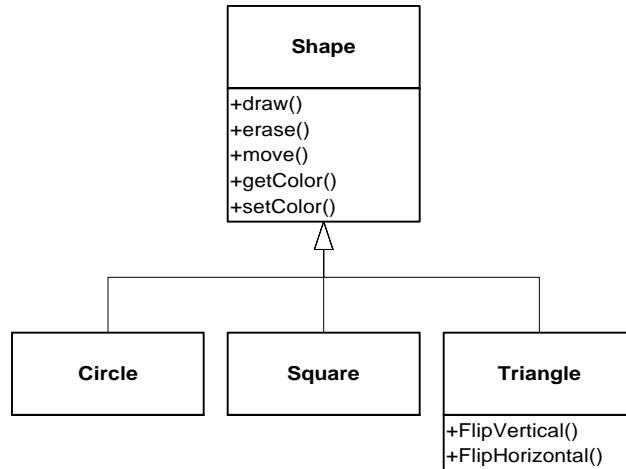 Shape
+draw()
+erase()
+move()
+getColor()
+setColor()
Circle
Square
Triangle
+FlipVertical()
+FlipHorizontal()